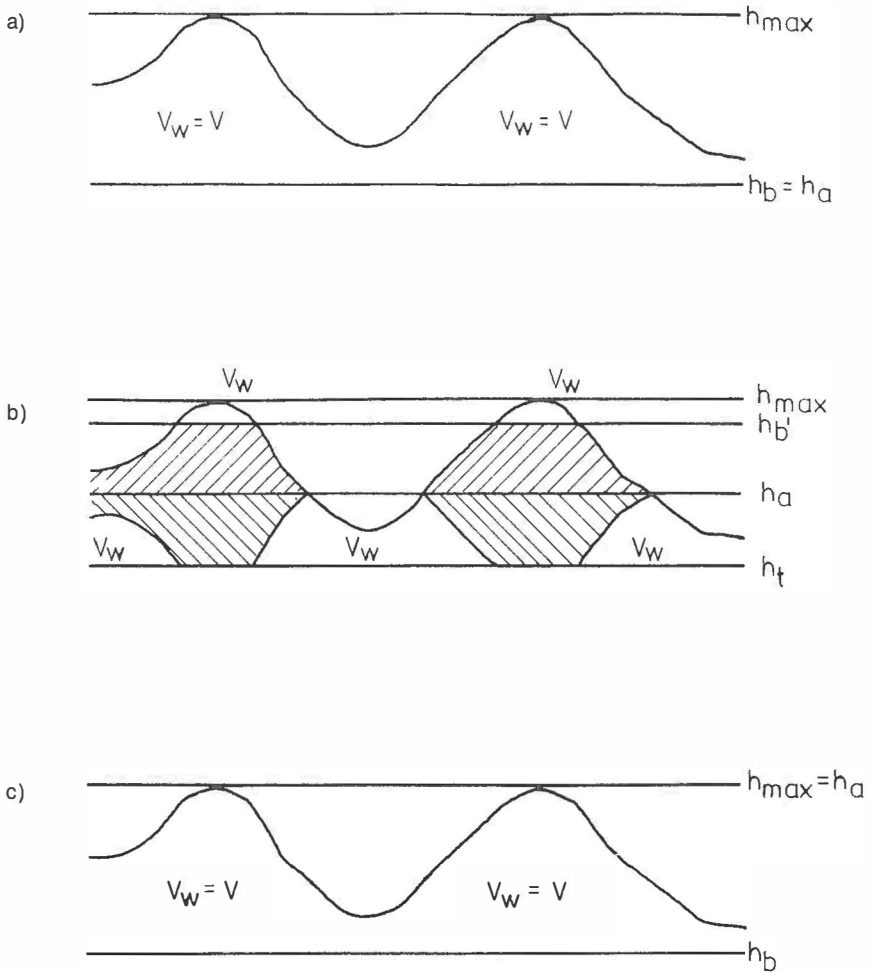 a)
h_max
V_w = V V_w = V
h_b = h_a
b)
V_w V_w
h_max
h_b'
h_a
V_w V_w V_w
h_t
c)
h_max = h_a
V_w = V V_w = V
h_b